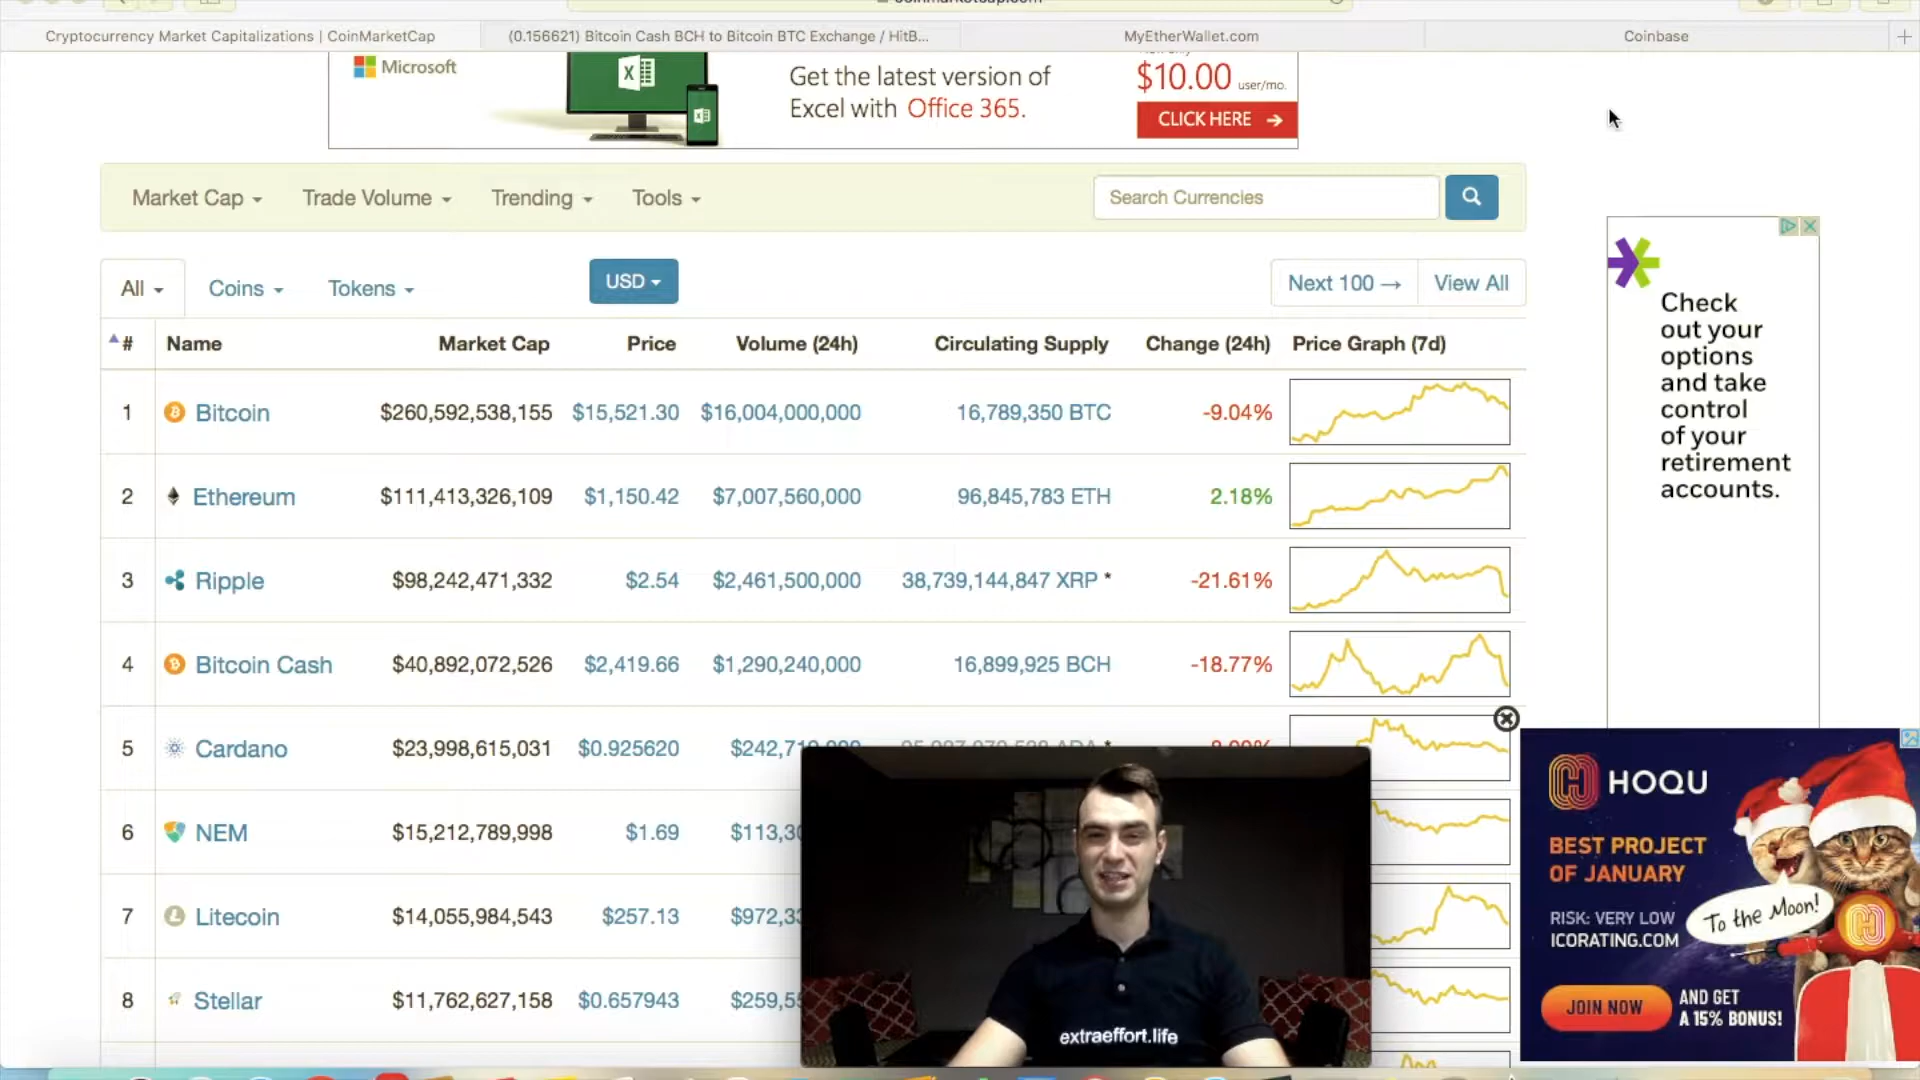 Cryptocurrency Market Capitalizations | CoinMarketCap
(0.156621) Bitcoin Cash BCH to Bitcoin BTC Exchange / HitB...
MyEtherWallet.com
Coinbase
Microsoft
Get the latest version of
Excel with Office 365.
$10.00 user/mo.
CLICK HERE →
Market Cap
Trade Volume
Trending
Tools
Search Currencies
All
Coins
Tokens
USD
Next 100 →
View All
# Name Market Cap Price Volume (24h) Circulating Supply Change (24h) Price Graph (7d)
1 Bitcoin $260,592,538,155 $15,521.30 $16,004,000,000 16,789,350 BTC -9.04%
2 Ethereum $111,413,326,109 $1,150.42 $7,007,560,000 96,845,783 ETH 2.18%
3 Ripple $98,242,471,332 $2.54 $2,461,500,000 38,739,144,847 XRP * -21.61%
4 Bitcoin Cash $40,892,072,526 $2,419.66 $1,290,240,000 16,899,925 BCH -18.77%
5 Cardano $23,998,615,031 $0.925620
6 NEM $15,212,789,998 $1.69
7 Litecoin $14,055,984,543 $257.13
8 Stellar $11,762,627,158 $0.657943
Check
out your
options
and take
control
of your
retirement
accounts.
HOQU
BEST PROJECT
OF JANUARY
RISK: VERY LOW
ICORATING.COM
To the Moon!
JOIN NOW
AND GET
A 15% BONUS!
extraeffort.life